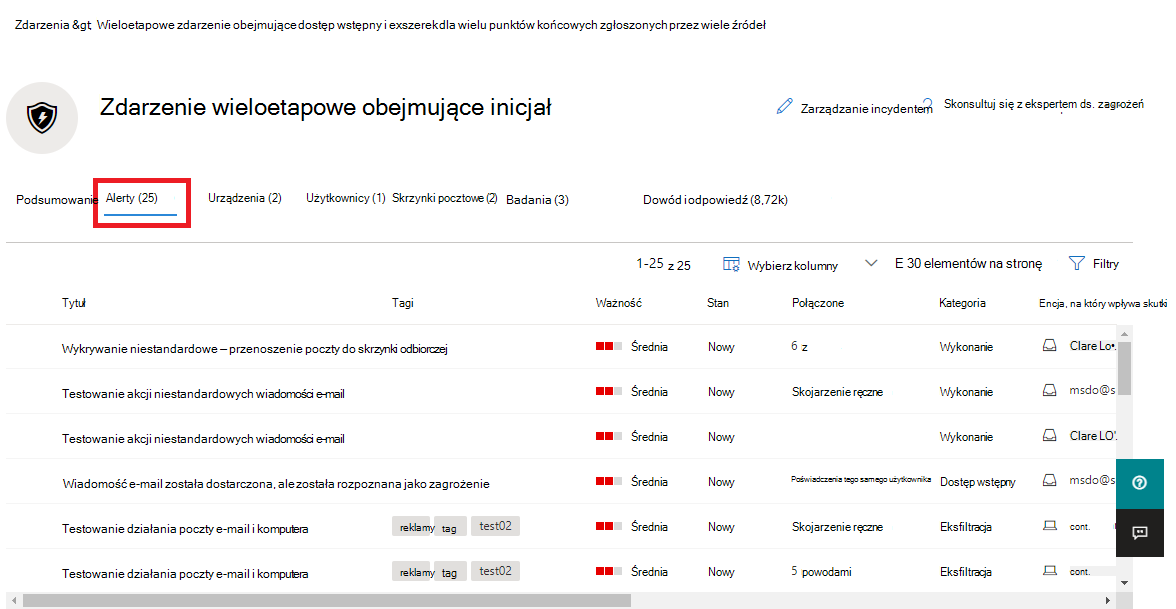 Zdarzenia &gt, Wieloetapowe zdarzenie obejmujące dostęp wstępny i exszerek dla wielu punktów końcowych zgłoszonych przez wiele źródeł
Zdarzenie wieloetapowe obejmujące inicjał
Zarządzanie incydentem
Skonsultuj się z ekspertem ds. zagrożeń
Podsumowanie Alerty (25) Urządzenia (2) Użytkownicy (1) Skrzynki pocztowe (2) Badania (3) Dowód i odpowiedź (8,72k)
1-25 z 25 Wybierz kolumny E 30 elementów na stronę Filtry
Tytuł Tagi Ważność Stan Połączone Kategoria Encja, na który wpływa skutki
Wykrywanie niestandardowe – przenoszenie poczty do skrzynki odbiorczej Średnia Nowy 6 z Wykonanie Clare Lo•.
Testowanie akcji niestandardowych wiadomości e-mail Średnia Nowy Skojarzenie ręczne Wykonanie msdo@s
Testowanie akcji niestandardowych wiadomości e-mail Średnia Nowy Wykonanie Clare LO'.
Wiadomość e-mail została dostarczona, ale została rozpoznana jako zagrożenie Średnia Nowy Poświadczenia tego samego użytkownika Dostęp wstępny msdo@s
Testowanie działania poczty e-mail i komputera reklamy tag test02 Średnia Nowy Skojarzenie ręczne Eksfiltracja cont.
Testowanie działania poczty e-mail i komputera reklamy tag test02 Średnia Nowy 5 powodami Eksfiltracja cont.